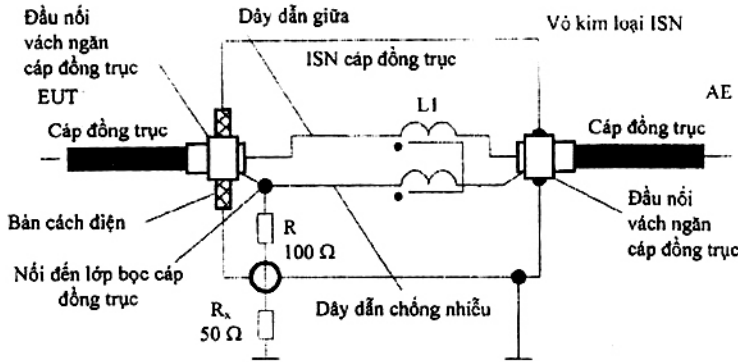 Đầu nối
vách ngăn
cáp đồng trục
EUT
Cáp đồng trục
Bản cách điện
Nối đến lớp bọc cáp
đồng trục
Dây dẫn giữa
ISN cáp đồng trục
L1
R
100 Ω
Rₓ
50 Ω
Dây dẫn chống nhiễu
Vỏ kim loại ISN
AE
Cáp đồng trục
Đầu nối
vách ngăn
cáp đồng trục